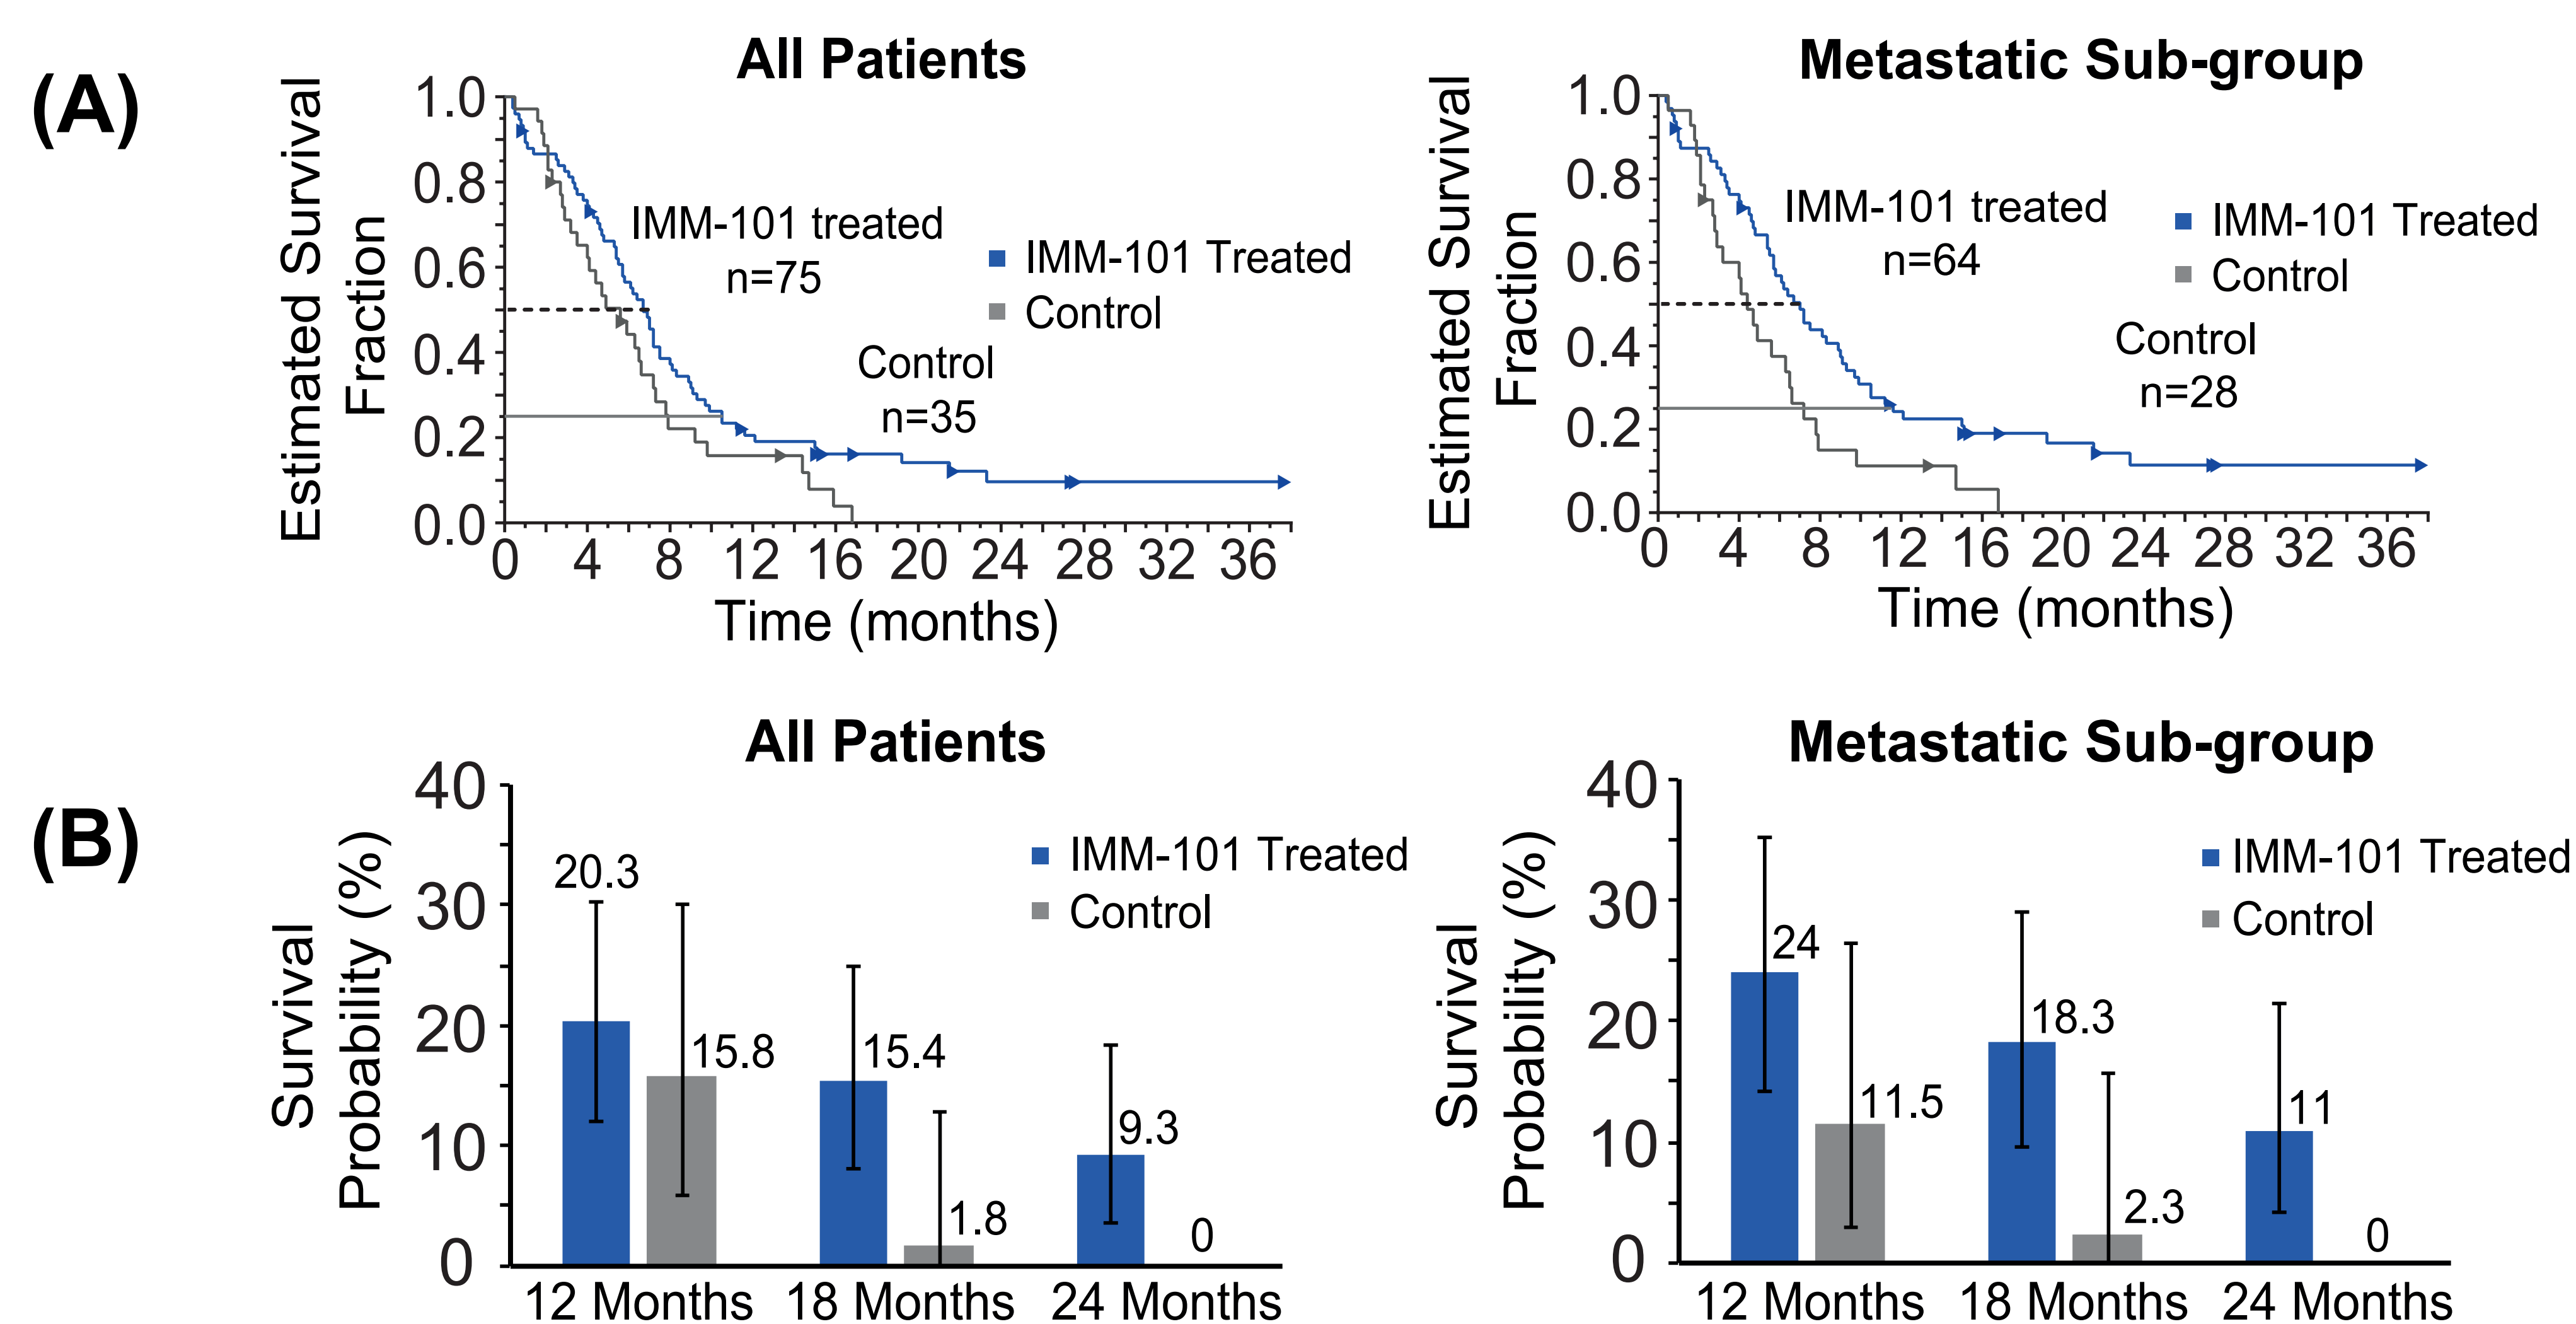 (A)
All Patients
Estimated Survival
Fraction
1.0
0.8
0.6
0.4
0.2
0.0
IMM-101 treated
n=75
IMM-101 Treated
Control
Control
n=35
0 4 8 12 16 20 24 28 32 36
Time (months)
Metastatic Sub-group
Estimated Survival
Fraction
1.0
0.8
0.6
0.4
0.2
0.0
IMM-101 treated
n=64
IMM-101 Treated
Control
Control
n=28
0 4 8 12 16 20 24 28 32 36
Time (months)
(B)
All Patients
Survival
Probability (%)
40
30
20
10
0
IMM-101 Treated
Control
20.3
15.8
15.4
1.8
9.3
0
12 Months 18 Months 24 Months
Metastatic Sub-group
Survival
Probability (%)
40
30
20
10
0
IMM-101 Treated
Control
24
11.5
18.3
2.3
11
0
12 Months 18 Months 24 Months